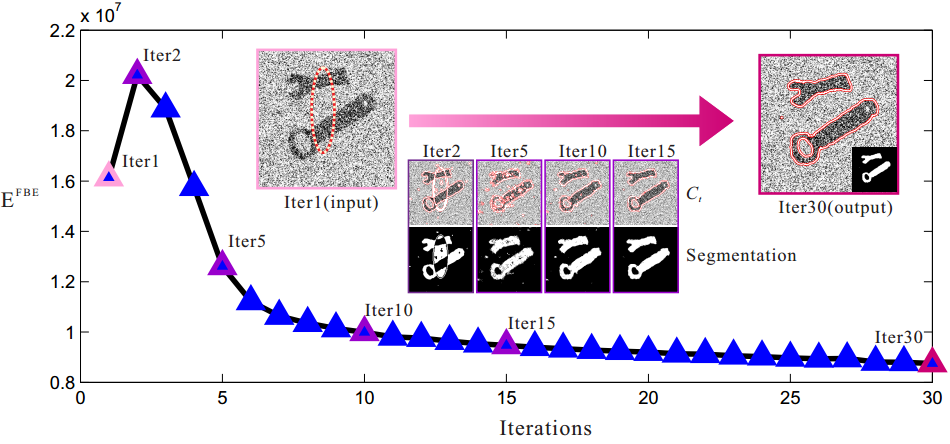 x 10⁷
2.2
2
1.8
1.6
1.4
1.2
1
0.8
E^FBE
0 5 10 15 20 25 30
Iterations
Iter1
Iter2
Iter5
Iter10
Iter15
Iter30
Iter1(input)
Iter2 Iter5 Iter10 Iter15
C_t
Segmentation
Iter30(output)